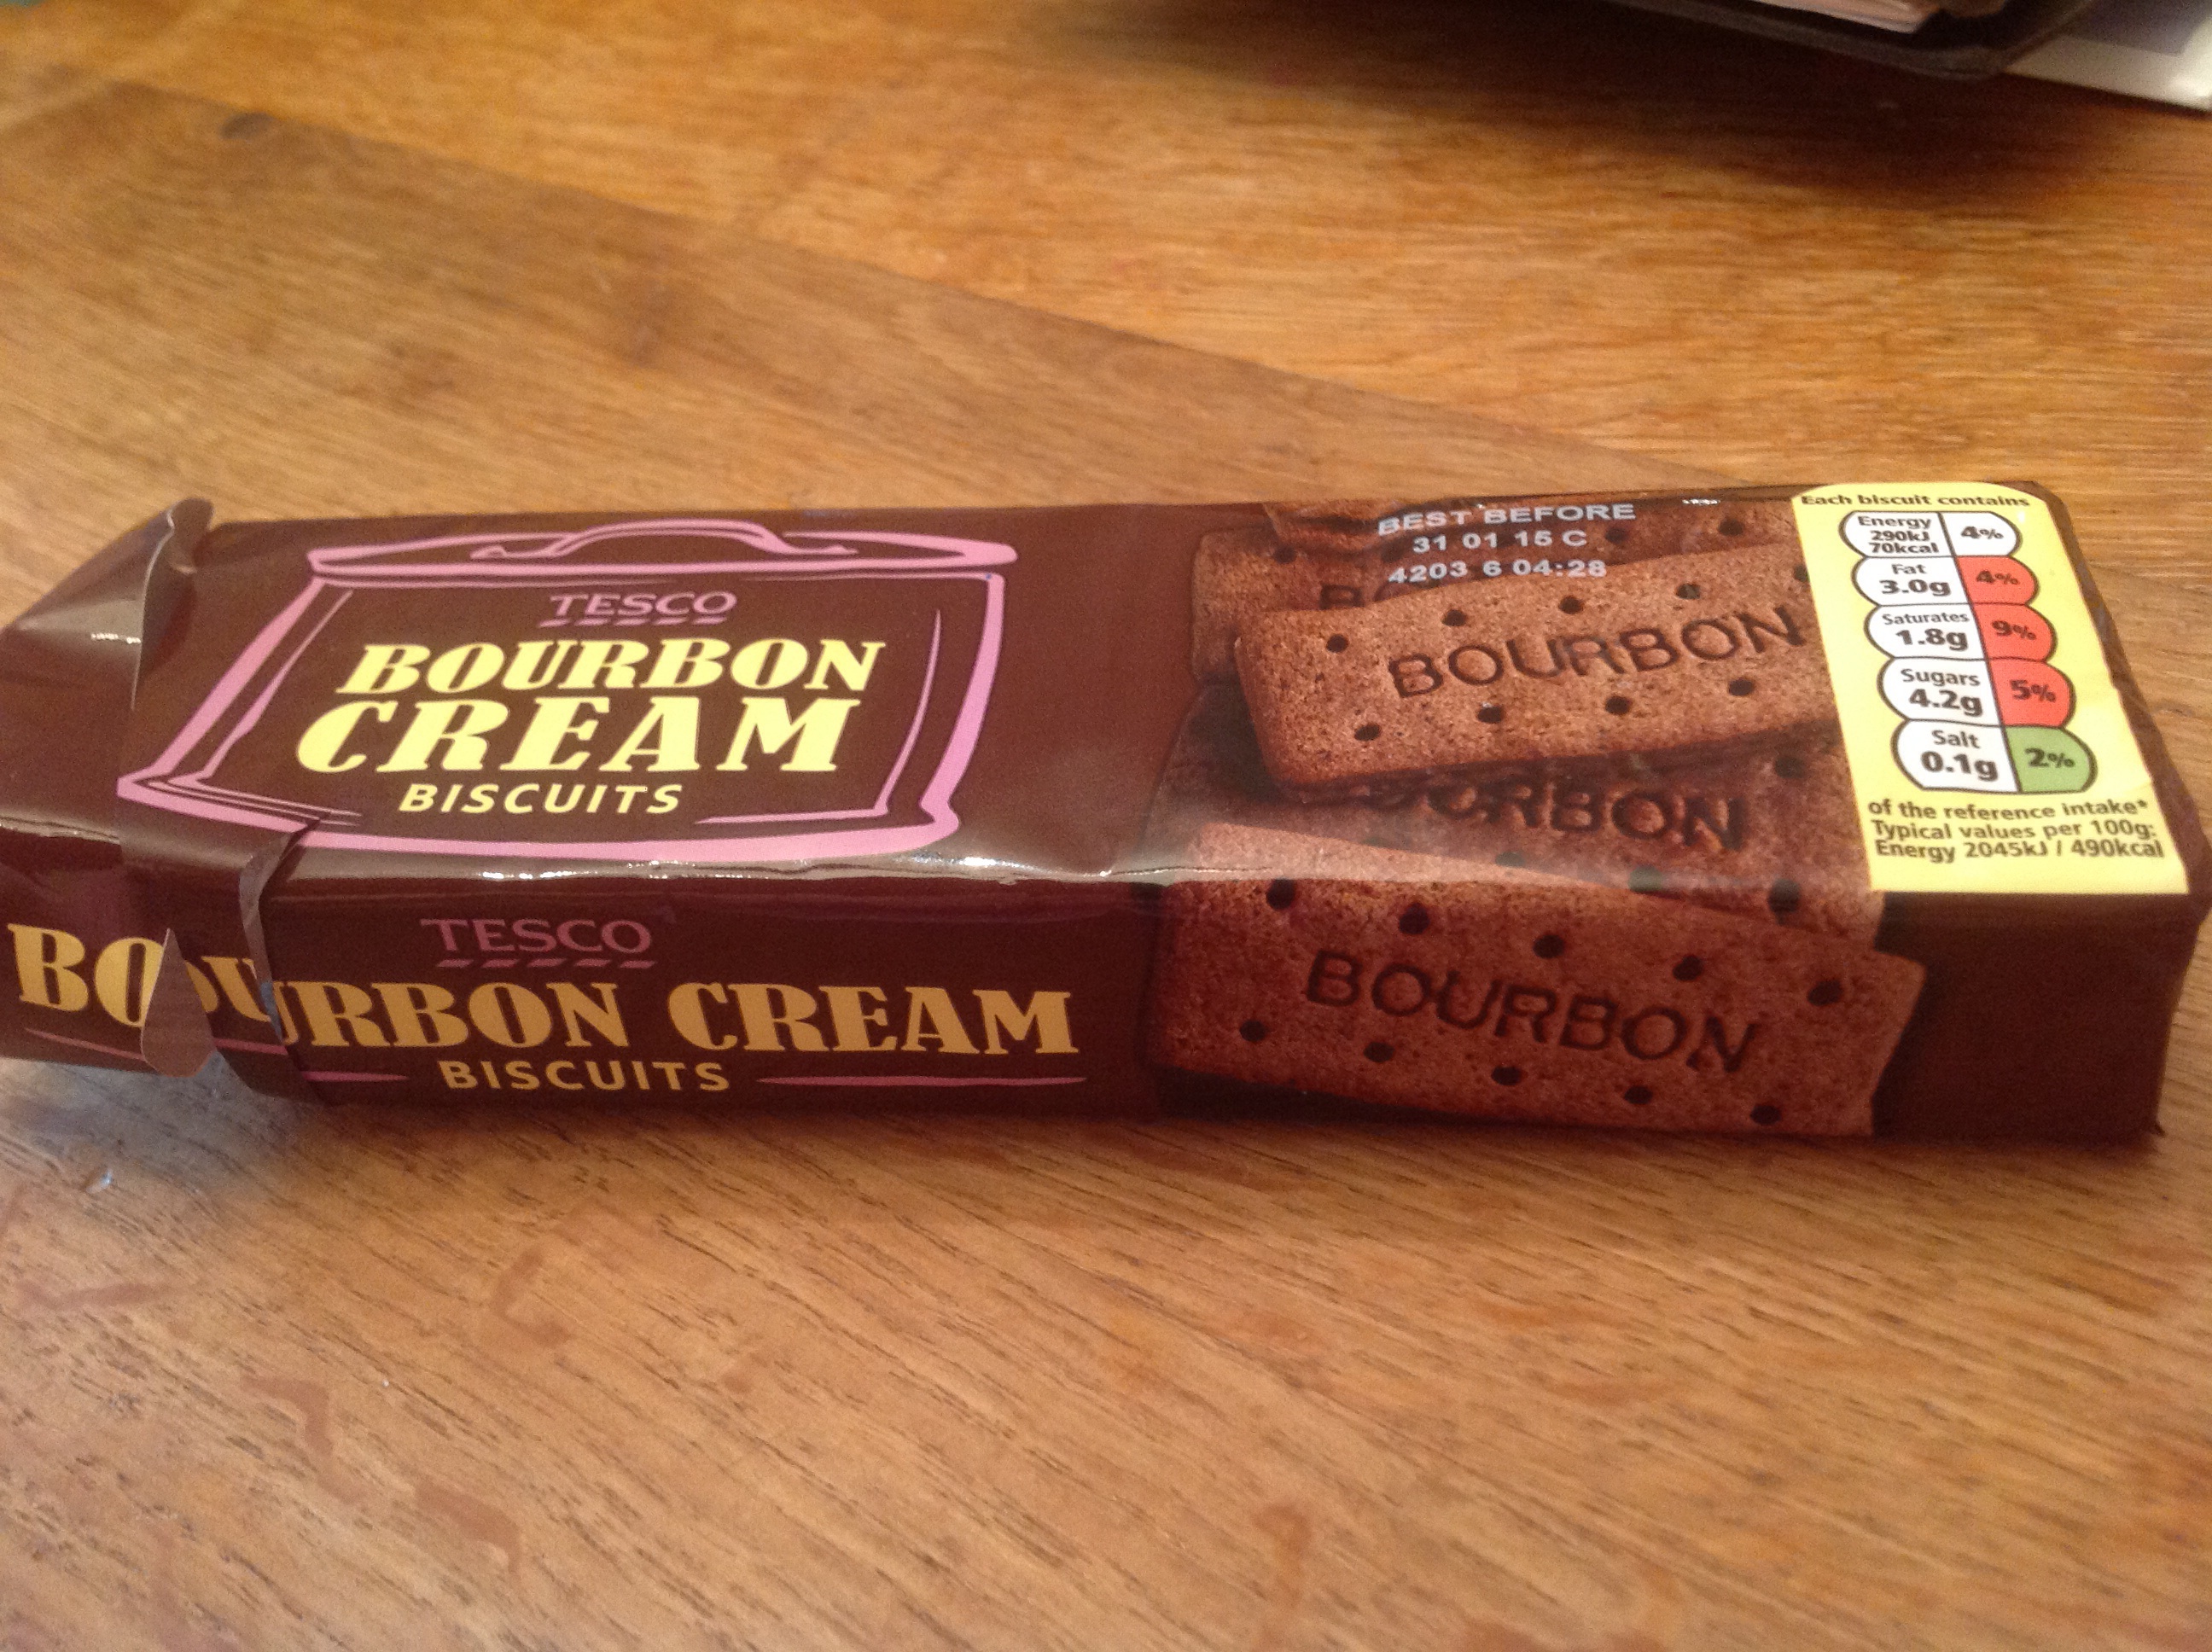 TESCO
BOURBON
CREAM
BISCUITS
BEST BEFORE
31 01 15 C
4203 6 04:28
BOURBON
BOURBON
Each biscuit contains
Energy
290kJ
70kcal
4%
Fat
3.0g
4%
Saturates
1.8g
9%
Sugars
4.2g
5%
Salt
0.1g
2%
of the reference intake*
Typical values per 100g:
Energy 2045kJ / 490kcal
TESCO
BOURBON CREAM
BISCUITS
BOURBON